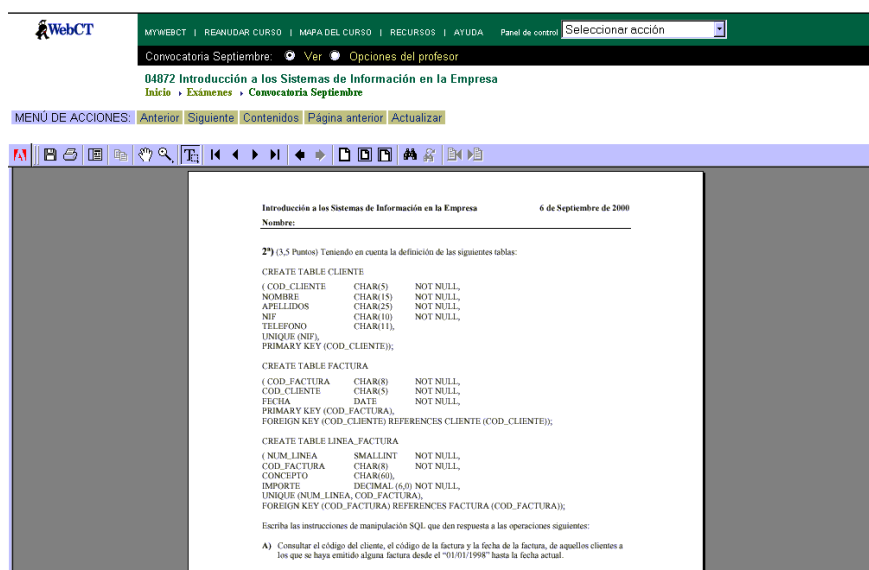 WebCT
MYWEBCT | REANUDAR CURSO | MAPA DEL CURSO | RECURSOS | AYUDA Panel de control Seleccionar acción
Convocatoria Septiembre: Ver Opciones del profesor
04872 Introducción a los Sistemas de Información en la Empresa
Inicio › Exámenes › Convocatoria Septiembre
MENÚ DE ACCIONES: Anterior Siguiente Contenidos Página anterior Actualizar
Introducción a los Sistemas de Información en la Empresa 6 de Septiembre de 2000
Nombre:
2ª) (3,5 Puntos) Teniendo en cuenta la definición de las siguientes tablas:
CREATE TABLE CLIENTE
( COD_CLIENTE CHAR(5) NOT NULL,
NOMBRE CHAR(15) NOT NULL,
APELLIDOS CHAR(25) NOT NULL,
NIF CHAR(10) NOT NULL,
TELEFONO CHAR(11),
UNIQUE (NIF),
PRIMARY KEY (COD_CLIENTE));
CREATE TABLE FACTURA
( COD_FACTURA CHAR(8) NOT NULL,
COD_CLIENTE CHAR(5) NOT NULL,
FECHA DATE NOT NULL,
PRIMARY KEY (COD_FACTURA),
FOREIGN KEY (COD_CLIENTE) REFERENCES CLIENTE (COD_CLIENTE));
CREATE TABLE LINEA_FACTURA
( NUM_LINEA SMALLINT NOT NULL,
COD_FACTURA CHAR(8) NOT NULL,
CONCEPTO CHAR(60),
IMPORTE DECIMAL (6,0) NOT NULL,
UNIQUE (NUM_LINEA, COD_FACTURA),
FOREIGN KEY (COD_FACTURA) REFERENCES FACTURA (COD_FACTURA));
Escriba las instrucciones de manipulación SQL que den respuesta a las operaciones siguientes:
A) Consultar el código del cliente, el código de la factura y la fecha de la factura, de aquellos clientes a
los que se haya emitido alguna factura desde el “01/01/1998” hasta la fecha actual.